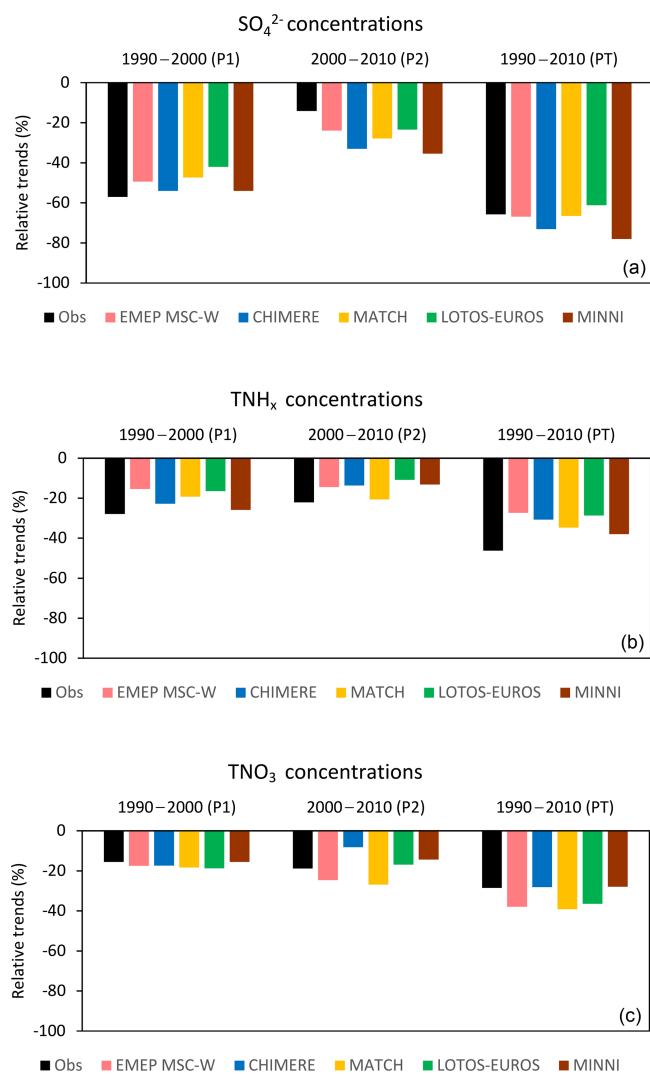 SO₄²⁻ concentrations
1990–2000 (P1) 2000–2010 (P2) 1990–2010 (PT)
0
-20
-40
-60
-80
-100
Relative trends (%)
(a)
Obs EMEP MSC-W CHIMERE MATCH LOTOS-EUROS MINNI
TNHₓ concentrations
1990–2000 (P1) 2000–2010 (P2) 1990–2010 (PT)
0
-20
-40
-60
-80
-100
Relative trends (%)
(b)
Obs EMEP MSC-W CHIMERE MATCH LOTOS-EUROS MINNI
TNO₃ concentrations
1990–2000 (P1) 2000–2010 (P2) 1990–2010 (PT)
0
-20
-40
-60
-80
-100
Relative trends (%)
(c)
Obs EMEP MSC-W CHIMERE MATCH LOTOS-EUROS MINNI